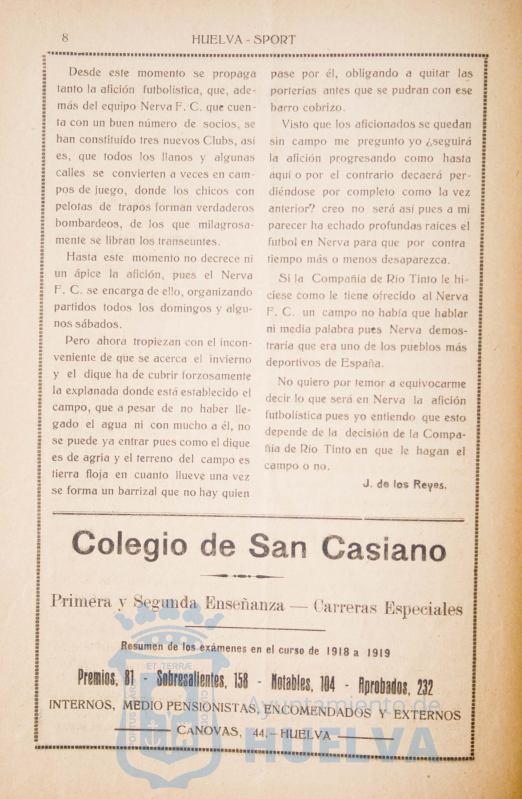 8
HUELVA - SPORT
Desde este momento se propaga
tanto la afición futbolística, que, ade-
más del equipo Nerva F. C. que cuen-
ta con un buen número de socios, se
han constituído tres nuevos Clubs, así
es, que todos los llanos y algunas
calles se convierten a veces en cam-
pos de juego, donde los chicos con
pelotas de trapos forman verdaderos
bombardeos, de los que milagrosa-
mente se libran los transeuntes.
Hasta este momento no decrece ni
un ápice la afición, pues el Nerva
F. C. se encarga de ello, organizando
partidos todos los domingos y algu-
nos sábados.
Pero ahora tropiezan con el incon-
veniente de que se acerca el invierno
y el dique ha de cubrir forzosamente
la explanada donde está establecido el
campo, que a pesar de no haber lle-
gado el agua ni con mucho a él, no
se puede ya entrar pues como el dique
es de agria y el terreno del campo es
tierra floja en cuanto llueve una vez
se forma un barrizal que no hay quien
pase por él, obligando a quitar las
porterías antes que se pudran con ese
barro cobrizo.
Visto que los aficionados se quedan
sin campo me pregunto yo ¿seguirá
la afición progresando como hasta
aquí o por el contrario decaerá per-
diéndose por completo como la vez
anterior? creo no será así pues a mi
parecer ha echado profundas raíces el
futbol en Nerva para que por contra
tiempo más o menos desaparezca.
Si la Compañía de Río Tinto le hi-
ciese como le tiene ofrecido al Nerva
F. C. un campo no había que hablar
ni media palabra pues Nerva demos-
traría que era uno de los pueblos más
deportivos de España.
No quiero por temor a equivocarme
decir lo que será en Nerva la afición
futbolística pues yo entiendo que esto
depende de la decisión de la Compa-
ñía de Río Tinto en que le hagan el
campo o no.
J. de los Reyes.
Colegio de San Casiano
Primera y Segunda Enseñanza — Carreras Especiales
Resumen de los exámenes en el curso de 1918 a 1919
Premios, 81 - Sobresalientes, 158 - Notables, 104 - Aprobados, 232
INTERNOS, MEDIO PENSIONISTAS, ENCOMENDADOS Y EXTERNOS
CANOVAS, 44.—HUELVA
Ayuntamiento de
HUELVA